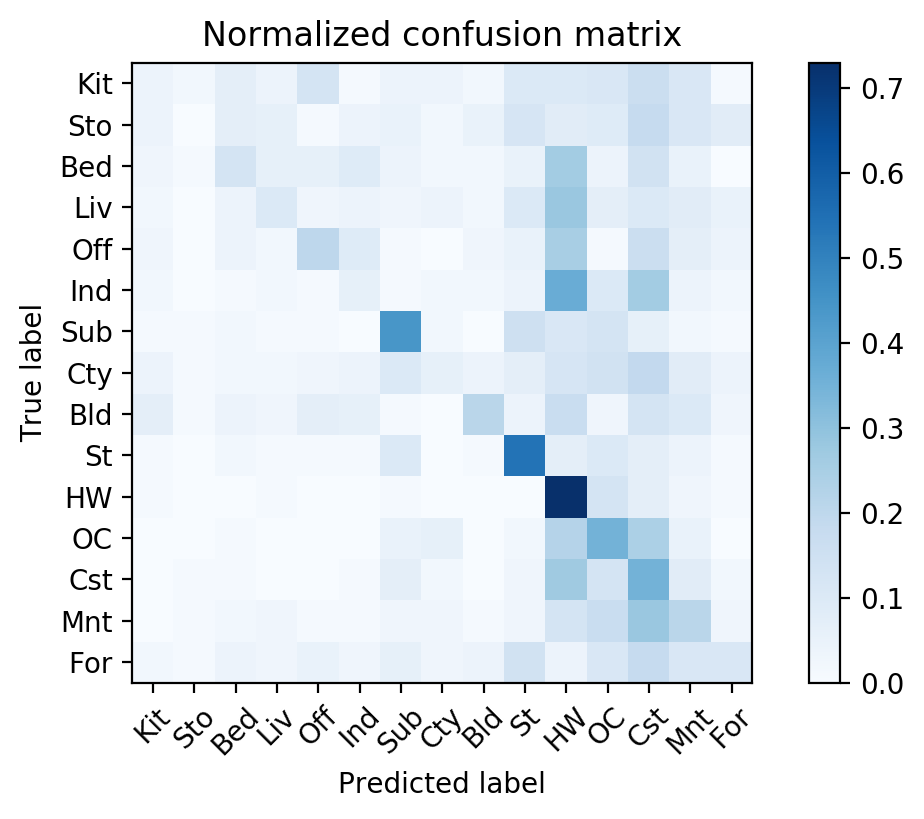 Normalized confusion matrix
True label
Kit
Sto
Bed
Liv
Off
Ind
Sub
Cty
Bld
St
HW
OC
Cst
Mnt
For
Kit Sto Bed Liv Off Ind Sub Cty Bld St HW OC Cst Mnt For
Predicted label
0.7
0.6
0.5
0.4
0.3
0.2
0.1
0.0